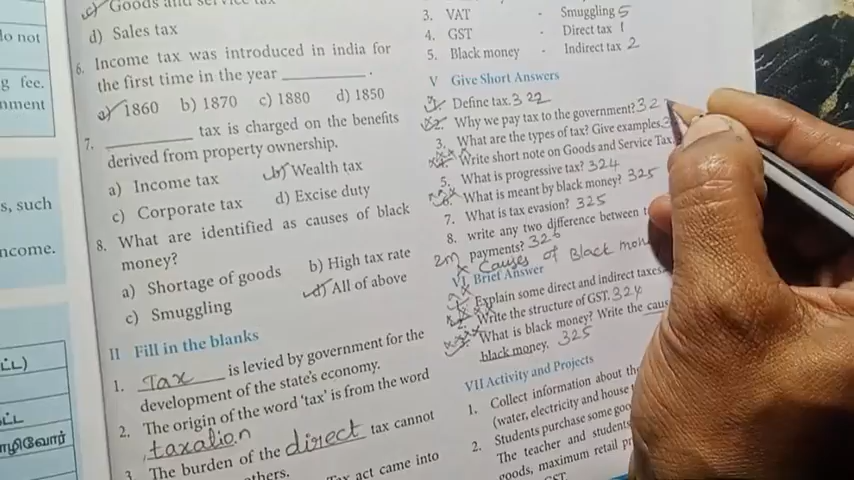 c) Goods and service tax
d) Sales tax
6. Income tax was introduced in india for
the first time in the year ________.
a) 1860 b) 1870 c) 1880 d) 1850
7. ________ tax is charged on the benefits
derived from property ownership.
a) Income tax b) Wealth tax
c) Corporate tax d) Excise duty
8. What are identified as causes of black
money?
a) Shortage of goods b) High tax rate
c) Smuggling d) All of above
II Fill in the blanks
1. Tax is levied by government for the
development of the state's economy.
2. The origin of the word 'tax' is from the word
taxation
3 The burden of the direct tax cannot
others.
Tax act came into
3. VAT - Smuggling 5
4. GST - Direct tax 1
5. Black money - Indirect tax 2
V Give Short Answers
1. Define tax. 322
2. Why we pay tax to the government? 32
3. What are the types of tax? Give examples. 3
4. Write short note on Goods and Service Tax
5. What is progressive tax? 324
6. What is meant by black money? 325
7. What is tax evasion? 325
8. write any two difference between t
payments? 326
2m x Causes of Black mon
VI Brief Answer
Explain some direct and indirect taxes
Write the structure of GST. 324
What is black money? Write the cau
black money. 325
VII Activity and Projects
1. Collect information about th
(water, electricity and house
2. Students purchase some goo
The teacher and students
goods, maximum retail pr
GST.
do not
g fee.
nment
s, such
ncome.
ட்ட)
ட்ட
ழிவோர்